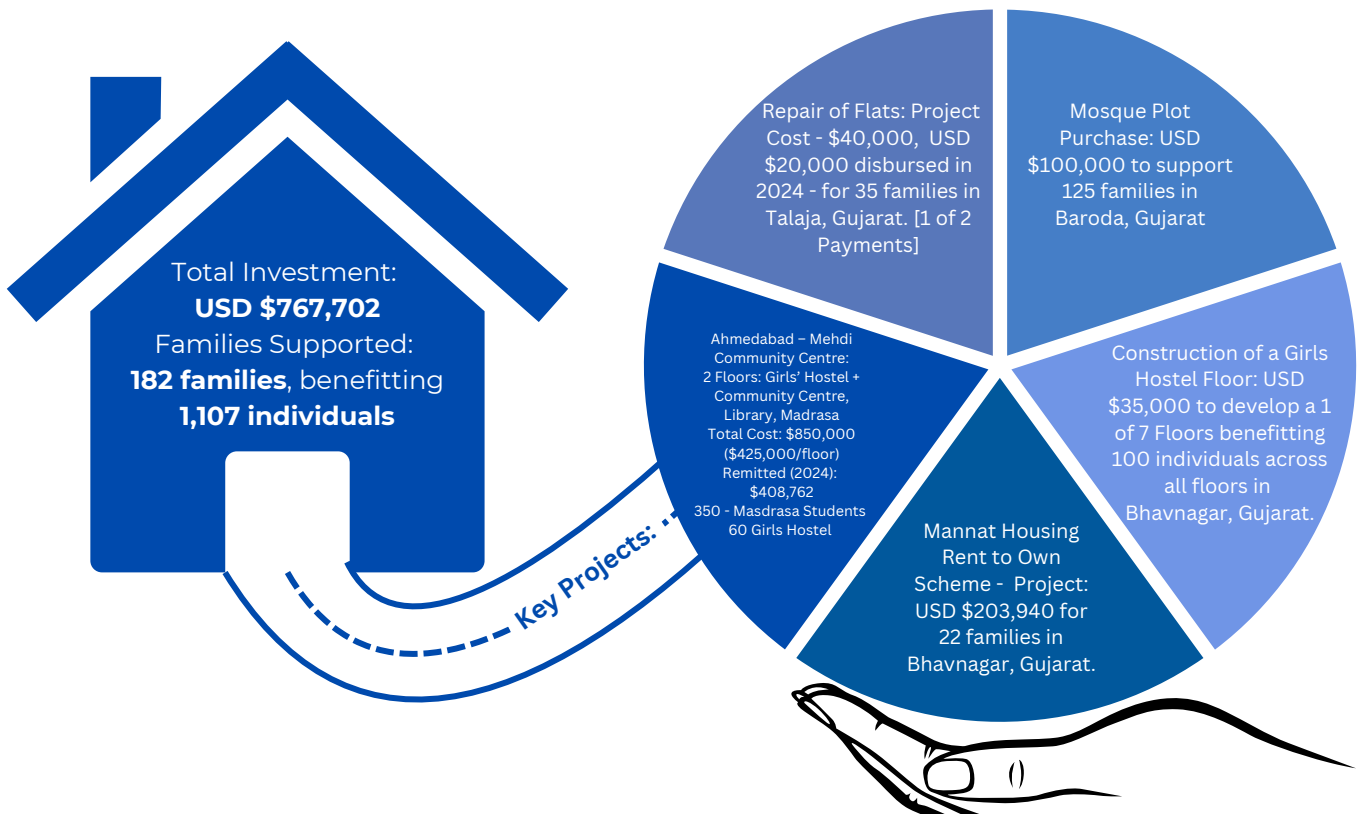 Total Investment:
USD $767,702
Families Supported:
182 families, benefitting
1,107 individuals
Key Projects:
Repair of Flats: Project
Cost - $40,000, USD
$20,000 disbursed in
2024 - for 35 families in
Talaja, Gujarat. [1 of 2
Payments]
Mosque Plot
Purchase: USD
$100,000 to support
125 families in
Baroda, Gujarat
Ahmedabad – Mehdi
Community Centre:
2 Floors: Girls’ Hostel +
Community Centre,
Library, Madrasa
Total Cost: $850,000
($425,000/floor)
Remitted (2024):
$408,762
350 - Masdrasa Students
60 Girls Hostel
Construction of a Girls
Hostel Floor: USD
$35,000 to develop a 1
of 7 Floors benefitting
100 individuals across
all floors in
Bhavnagar, Gujarat.
Mannat Housing
Rent to Own
Scheme - Project:
USD $203,940 for
22 families in
Bhavnagar, Gujarat.